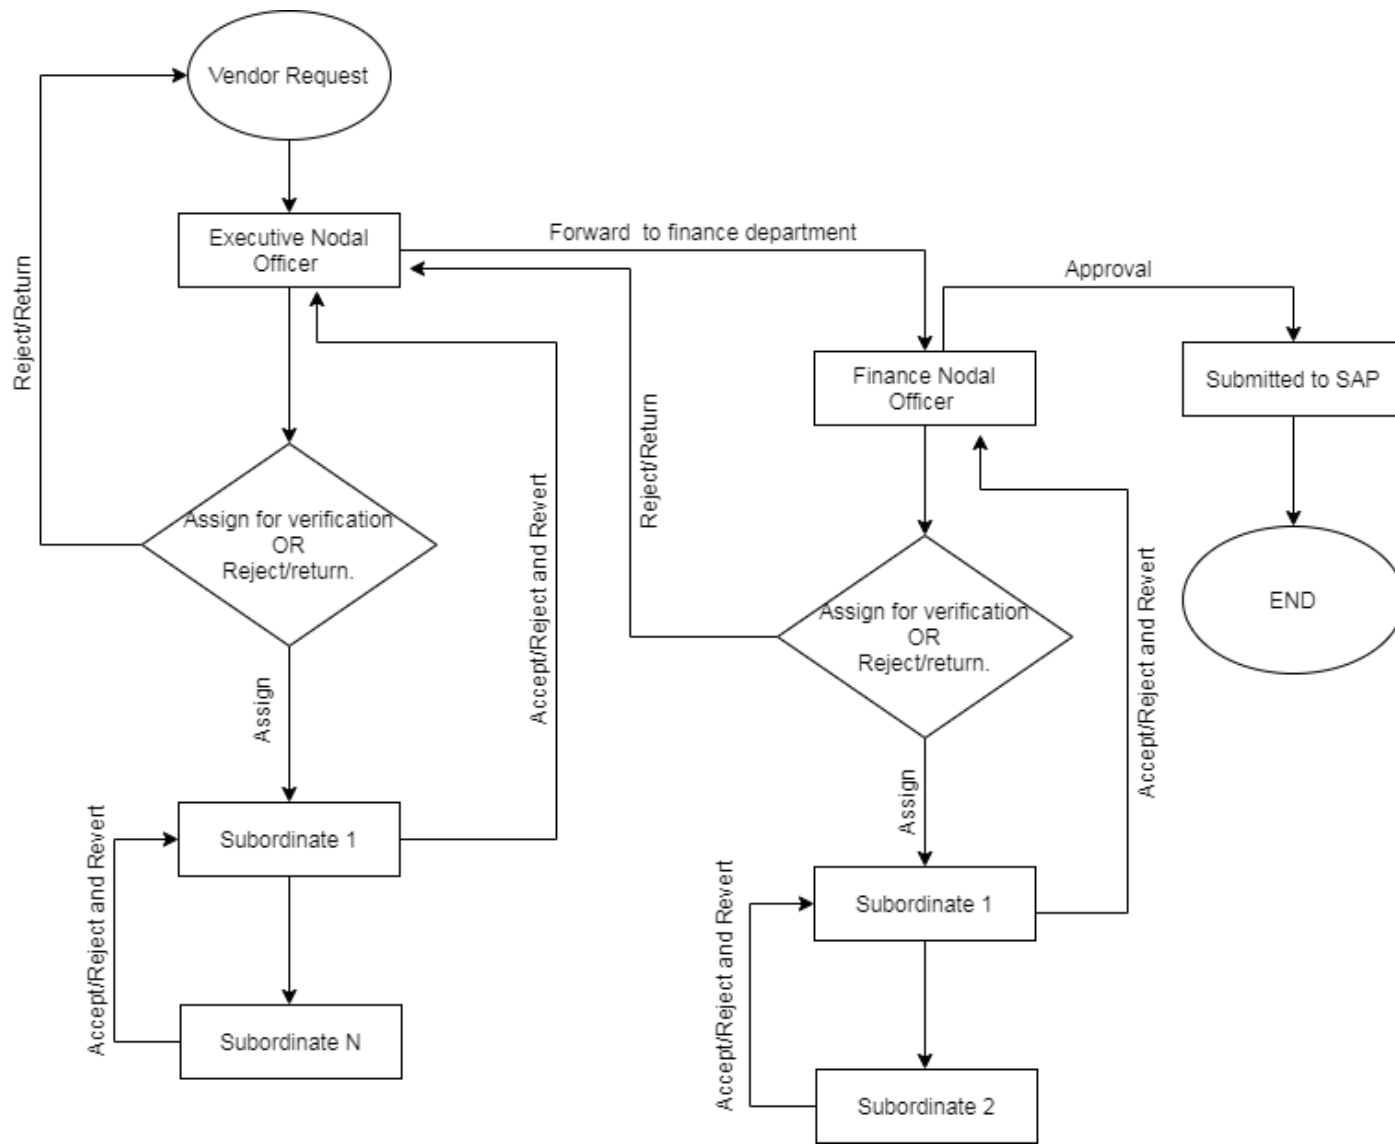 Vendor Request
Executive Nodal
Officer
Forward  to finance department
Approval
Reject/Return
Finance Nodal
Officer
Submitted to SAP
Reject/Return
Assign for verification
OR
Reject/return.
Accept/Reject and Revert
Assign for verification
OR
Reject/return.
Accept/Reject and Revert
END
Assign
Assign
Subordinate 1
Accept/Reject and Revert
Subordinate 1
Accept/Reject and Revert
Subordinate N
Subordinate 2